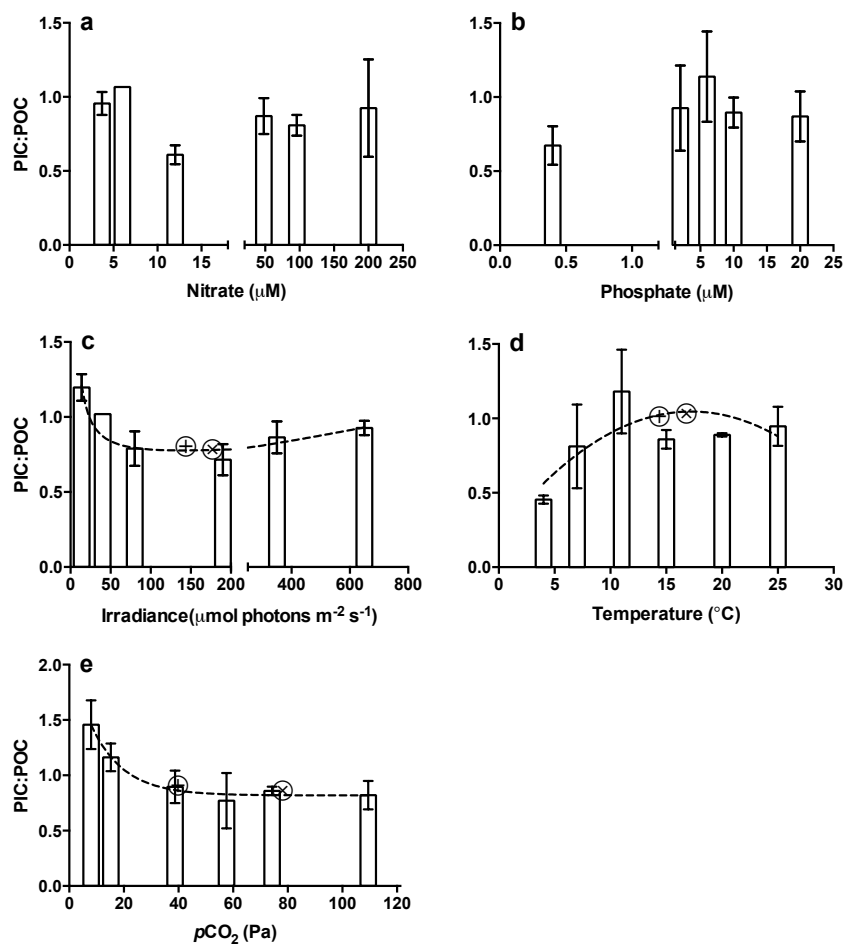 a
1.5
1.0
0.5
0.0
PIC:POC
0 5 10 15 50 100 150 200 250
Nitrate (μM)
b
1.5
1.0
0.5
0.0
0.0 0.5 1.0 5 10 15 20 25
Phosphate (μM)
c
1.5
1.0
0.5
0.0
PIC:POC
0 50 100 150 200 400 600 800
Irradiance(μmol photons m⁻² s⁻¹)
d
1.5
1.0
0.5
0.0
0 5 10 15 20 25 30
Temperature (°C)
e
2.0
1.5
1.0
0.5
0.0
PIC:POC
0 20 40 60 80 100 120
pCO₂ (Pa)